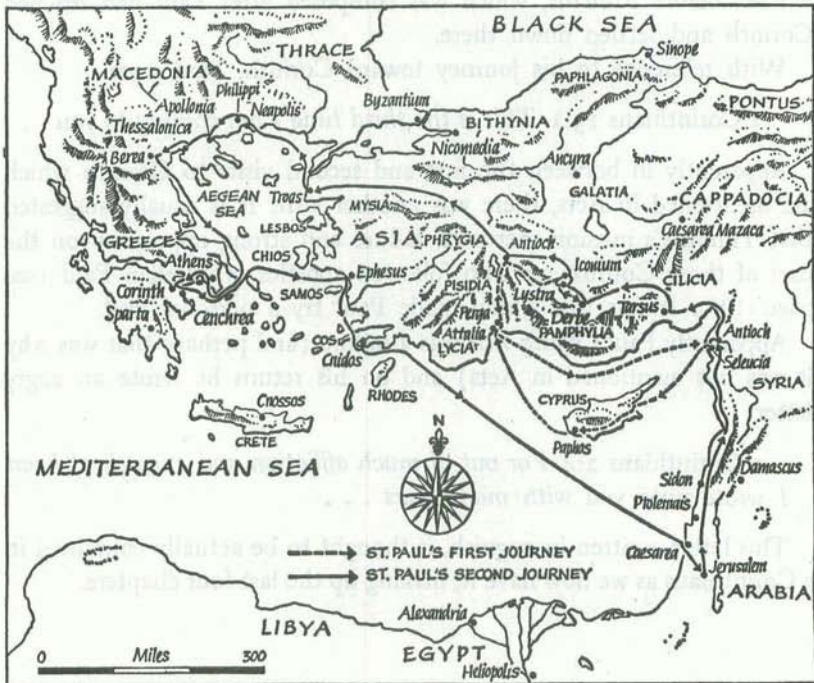 Corinth and
With
BLACK SEA
Sinope
THRACE
PAPHLAGONIA
MACEDONIA
Philippi
PONTUS
Apollonia
Neapolis
Byzantium
Thessalonica
BITHYNIA
Nicomedia
Berea
Ancyra
AEGEAN
SEA
Troas
GALATIA
CAPPADOCIA
MYSIA
LESBOS
ASIA
PHRYGIA
Caesarea Mazaca
GREECE
Antioch
CHIOS
Athens
Iconium
Ephesus
PISIDIA
CILICIA
Corinth
SAMOS
Lystra
Tarsus
Sparta
Perga
Derbe
Cenchrea
Attalia
PAMPHYLIA
Antioch
COS
LYCIA
Cnidos
Seleucia
SYRIA
RHODES
CYPRUS
Cnossos
CRETE
Paphos
N
MEDITERRANEAN SEA
Damascus
Sidon
Ptolemais
ST. PAUL'S FIRST JOURNEY
Caesarea
ST. PAUL'S SECOND JOURNEY
Jerusalem
ARABIA
Alexandria
LIBYA
EGYPT
0 Miles 300
Heliopolis